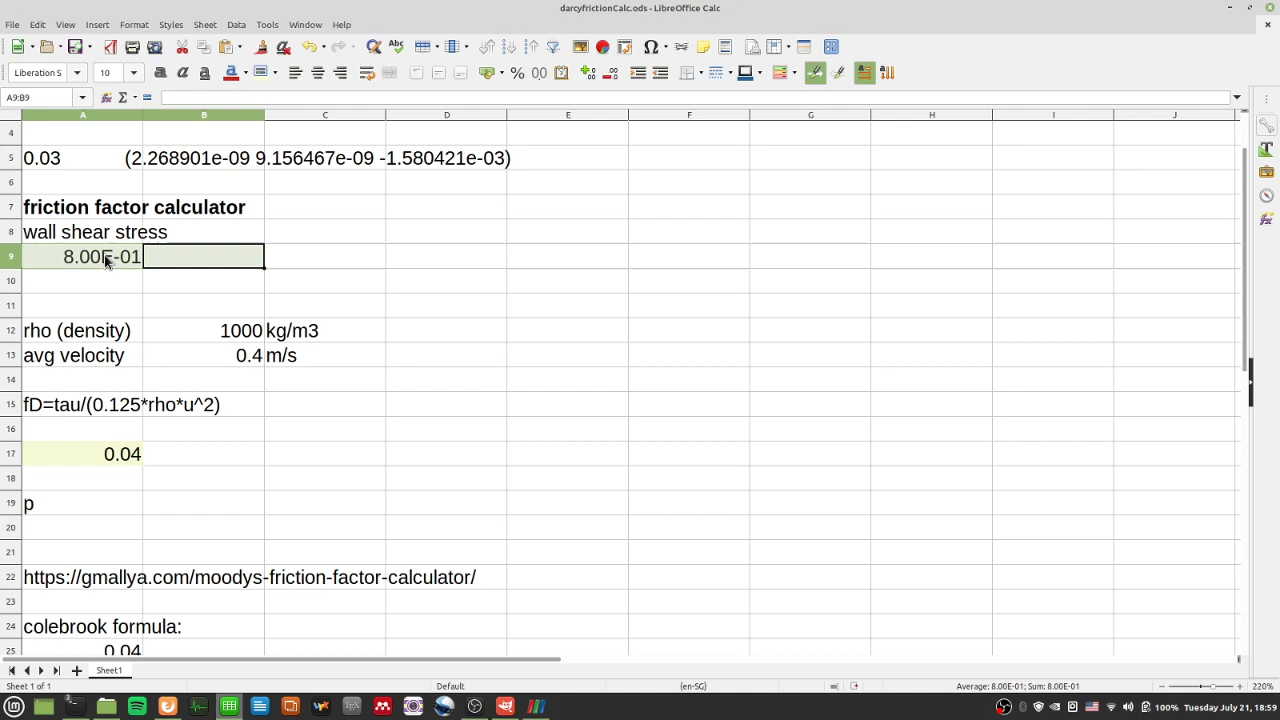 darcyfrictionCalc.ods - LibreOffice Calc
File Edit View Insert Format Styles Sheet Data Tools Window Help
Liberation S 10
A9:B9
A B C D E F G H I J
4
5 0.03 (2.268901e-09 9.156467e-09 -1.580421e-03)
6
7 friction factor calculator
8 wall shear stress
9 8.00E-01
10
11
12 rho (density) 1000 kg/m3
13 avg velocity 0.4 m/s
14
15 fD=tau/(0.125*rho*u^2)
16
17 0.04
18
19 p
20
21
22 https://gmallya.com/moodys-friction-factor-calculator/
23
24 colebrook formula:
25 0.04
Sheet1
Sheet 1 of 1 Default (en-SG) Average: 8.00E-01; Sum: 8.00E-01 220%
100% Tuesday July 21, 18:59